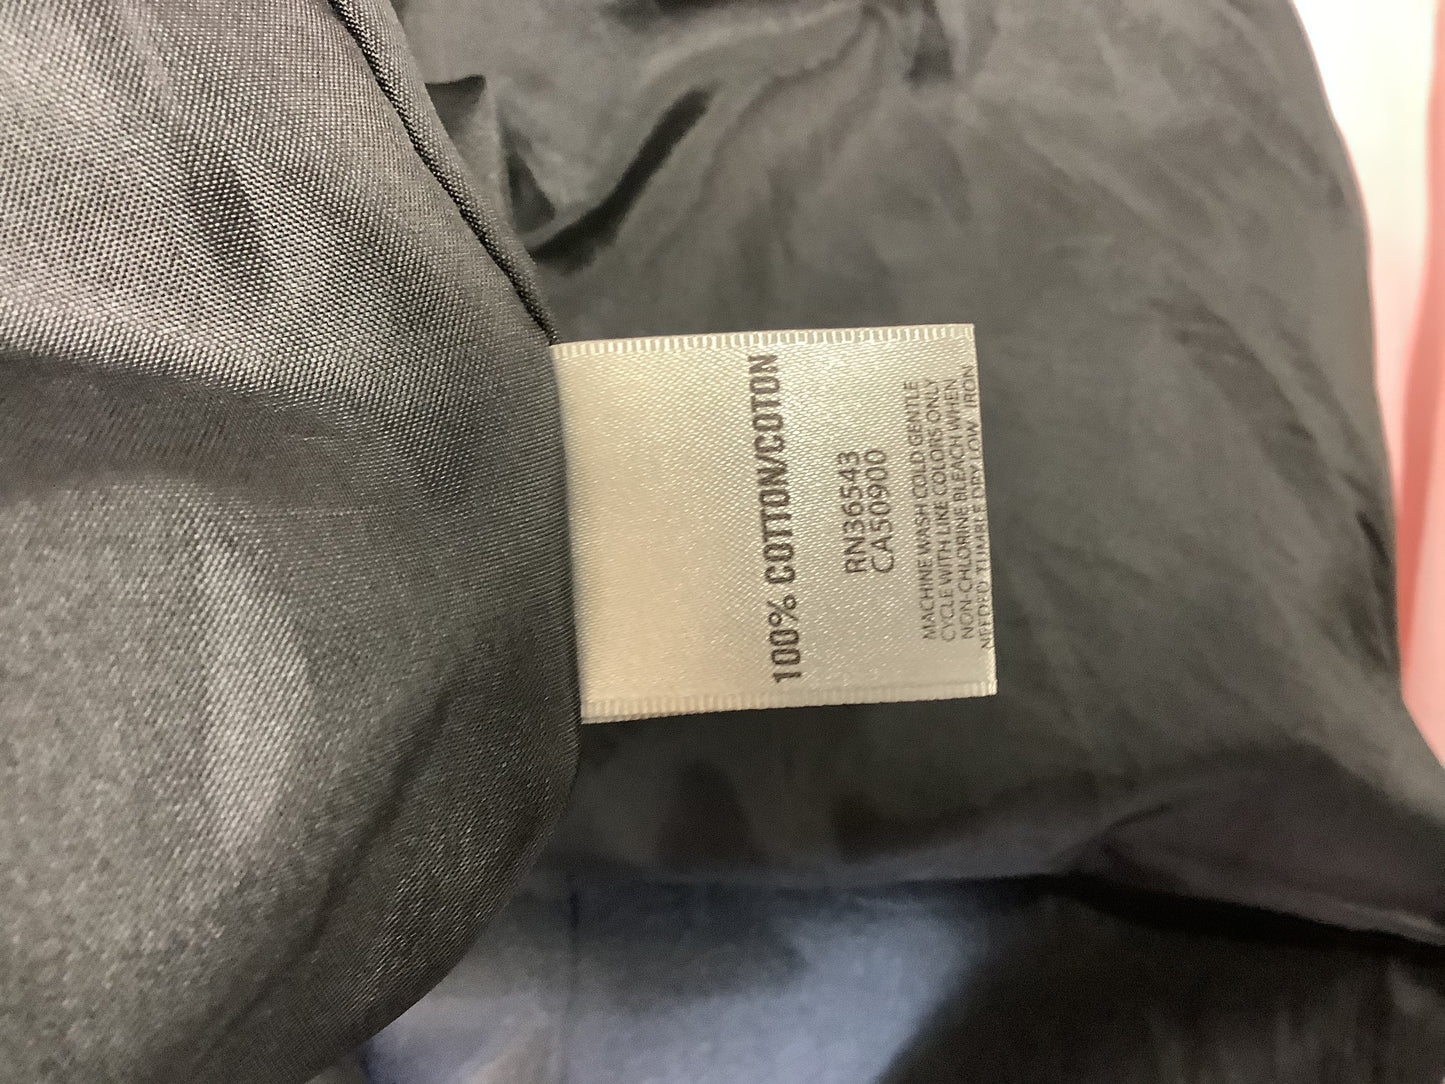 100% COTTON/COTON
RN36543
CA50900
MACHINE WASH COLD GENTLE
CYCLE WITH LIKE COLORS ONLY
NON-CHLORINE BLEACH WHEN
NEEDED TUMBLE DRY LOW IRON